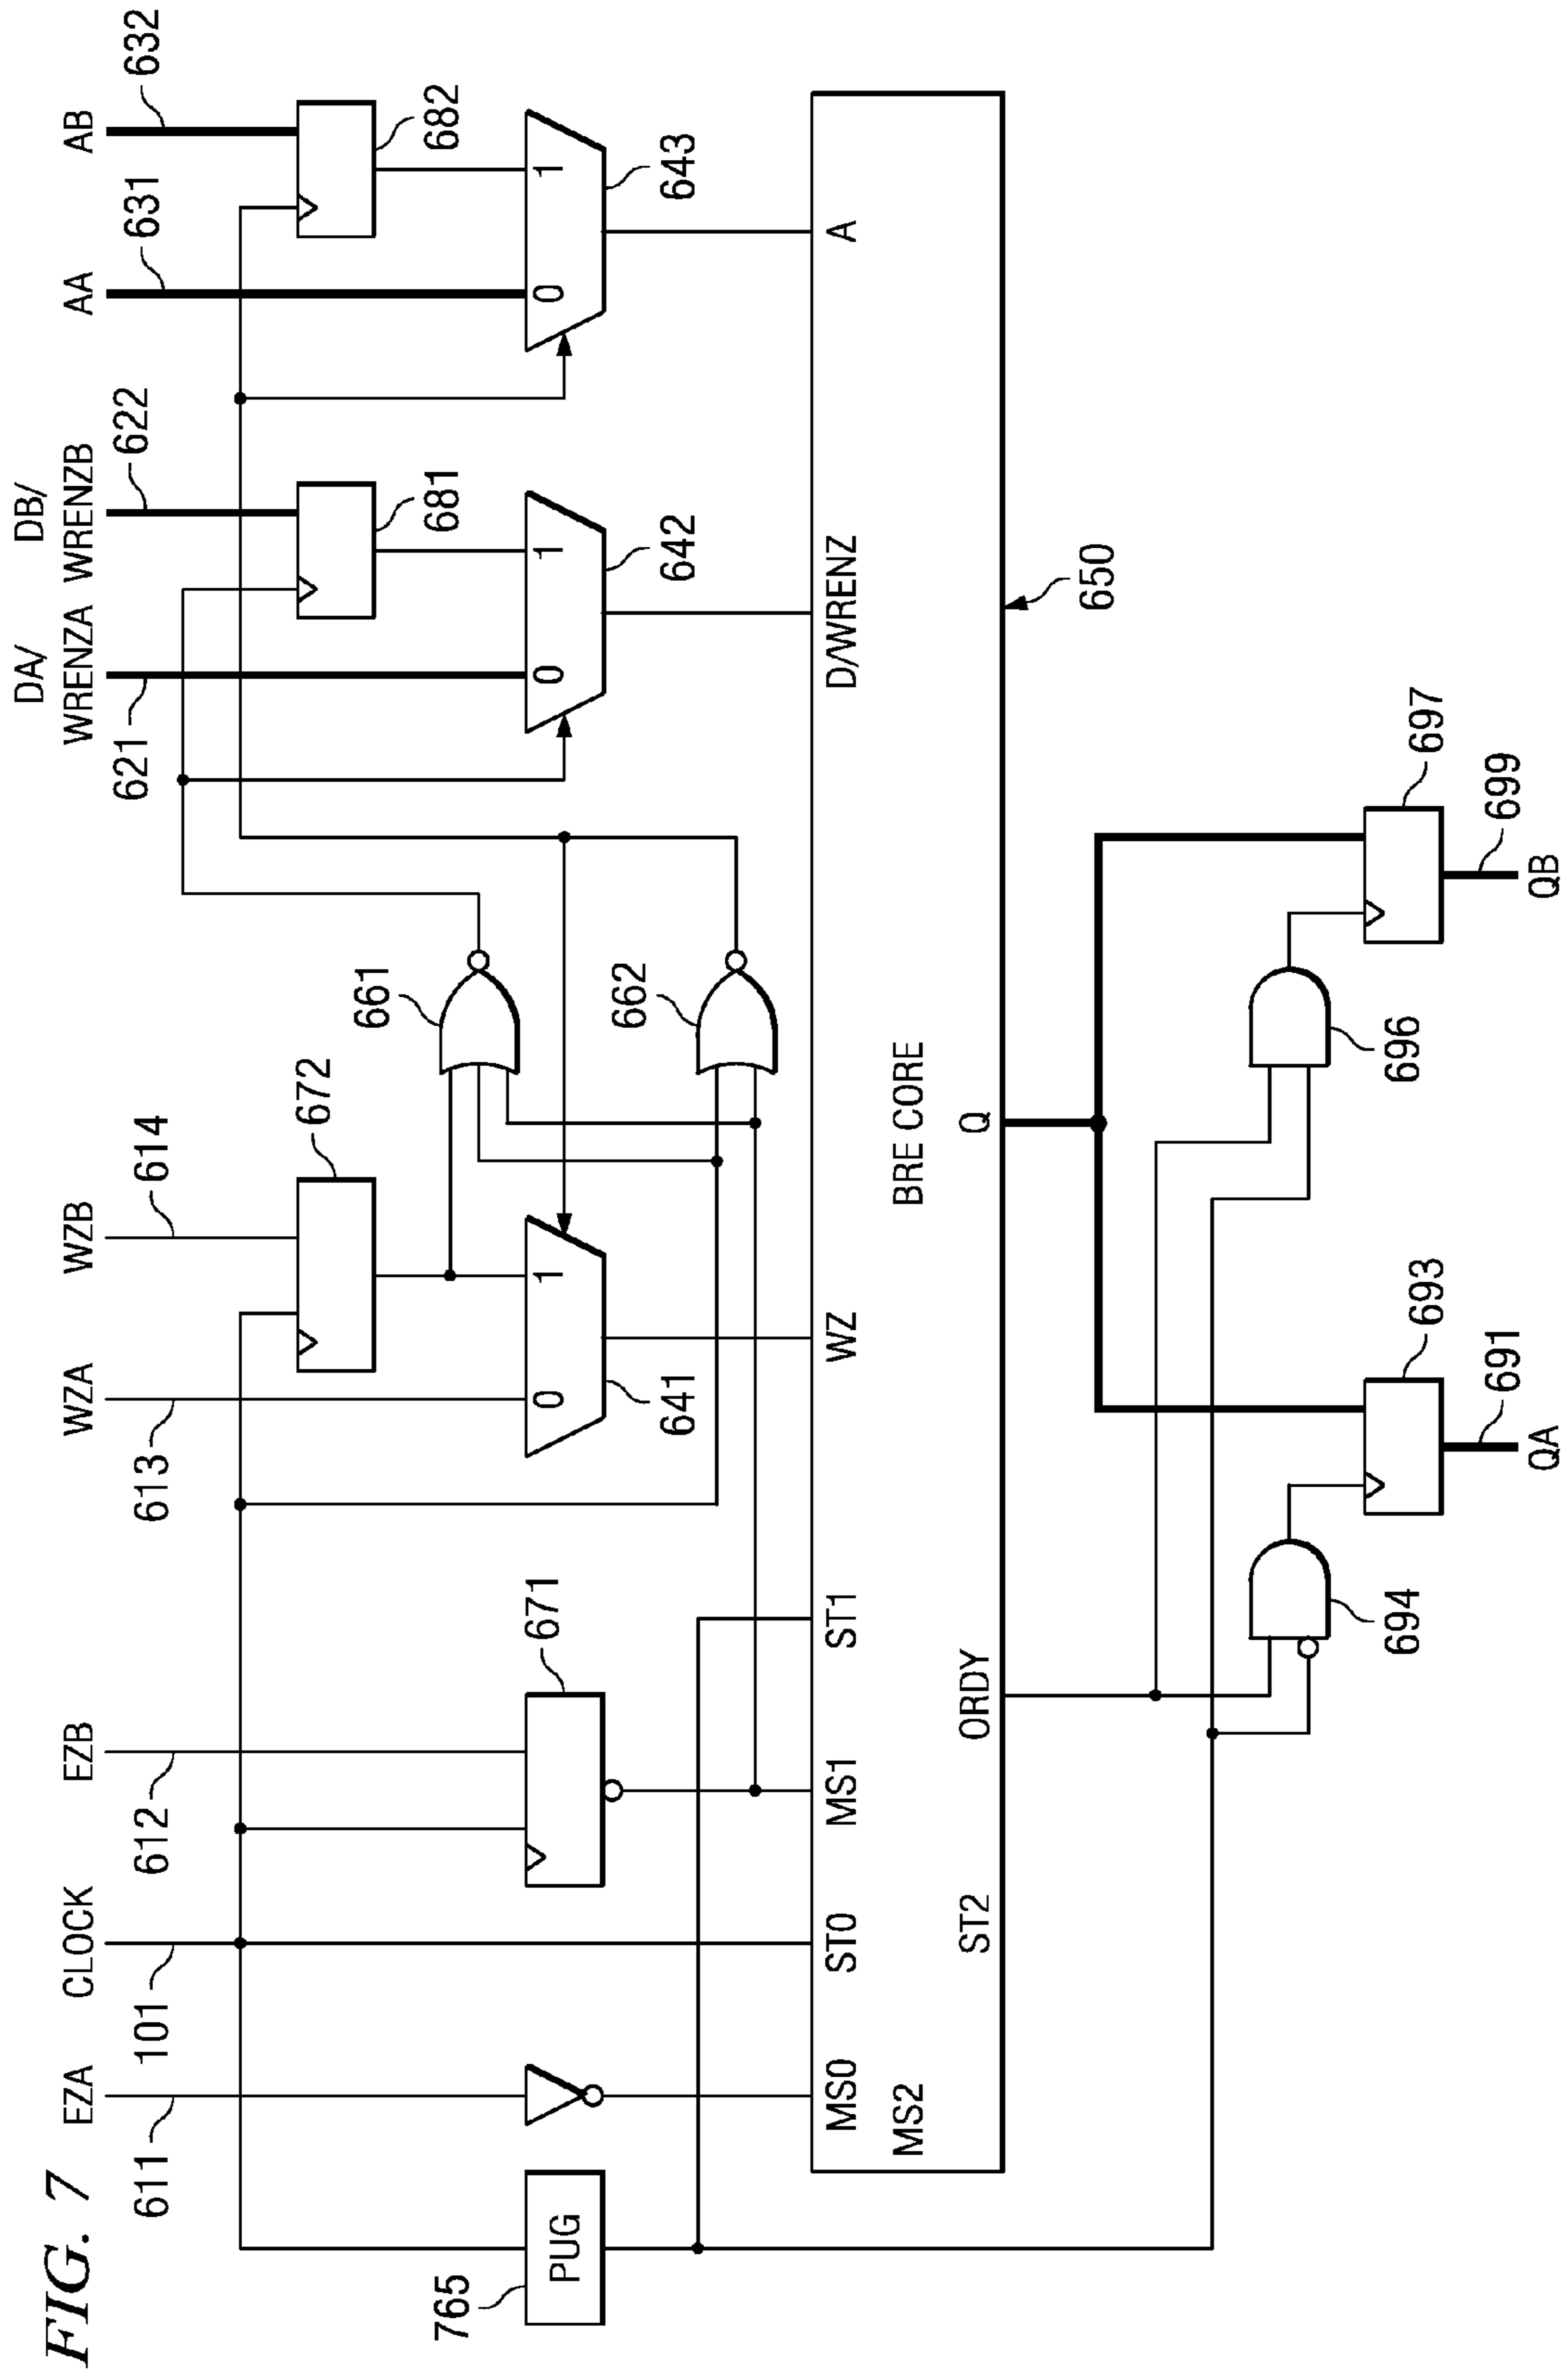 FIG. 7
EZA
CLOCK
EZB
WZA
WZB
DA/
WRENZA
DB/
WRENZB
AA
AB
611
101
612
613
614
621
622
631
632
765
PUG
671
672
661
662
641
681
642
682
643
MS0
ST0
MS1
ST1
WZ
D/WRENZ
A
0
1
0
1
0
1
MS2
BRE CORE
ST2
ORDY
Q
650
694
696
693
697
691
699
QA
QB